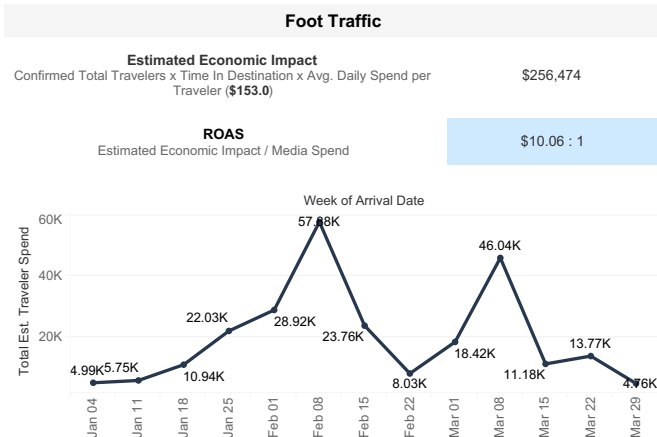 Foot Traffic
Estimated Economic Impact
Confirmed Total Travelers x Time In Destination x Avg. Daily Spend per
Traveler ($153.0)
$256,474
ROAS
Estimated Economic Impact / Media Spend
$10.06 : 1
Week of Arrival Date
Total Est. Traveler Spend
60K
40K
20K
4.99K
5.75K
10.94K
22.03K
28.92K
23.76K
8.03K
18.42K
46.04K
11.18K
13.77K
4.76K
Jan 04
Jan 11
Jan 18
Jan 25
Feb 01
Feb 08
Feb 15
Feb 22
Mar 01
Mar 08
Mar 15
Mar 22
Mar 29